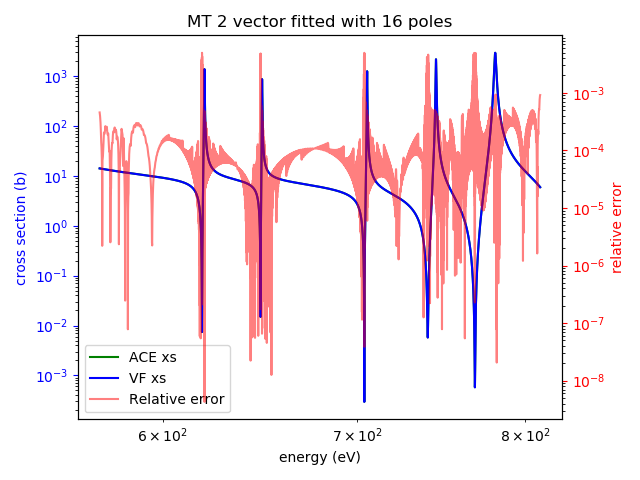 MT 2 vector fitted with 16 poles
10³
10²
10¹
10⁰
10⁻¹
10⁻²
10⁻³
cross section (b)
10⁻³
10⁻⁴
10⁻⁵
10⁻⁶
10⁻⁷
10⁻⁸
relative error
ACE xs
VF xs
Relative error
6 × 10² 7 × 10² 8 × 10²
energy (eV)